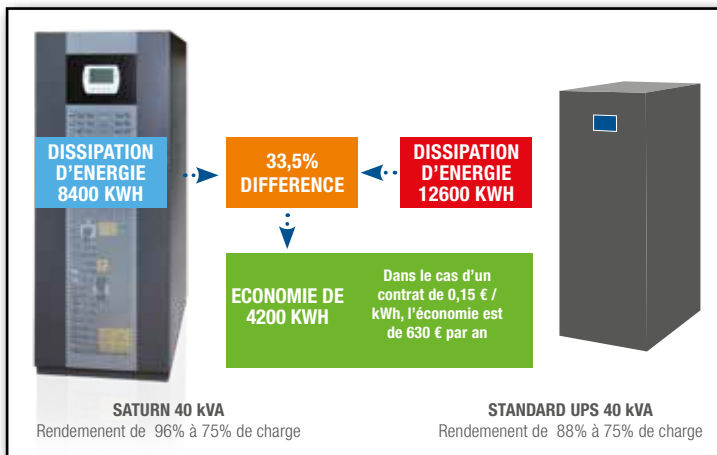 DISSIPATION
D'ENERGIE
8400 KWH
33,5%
DIFFERENCE
DISSIPATION
D'ENERGIE
12600 KWH
ECONOMIE DE
4200 KWH
Dans le cas d'un
contrat de 0,15 € /
kWh, l'économie est
de 630 € par an
SATURN 40 kVA
Rendemenent de 96% à 75% de charge
STANDARD UPS 40 kVA
Rendemenent de 88% à 75% de charge